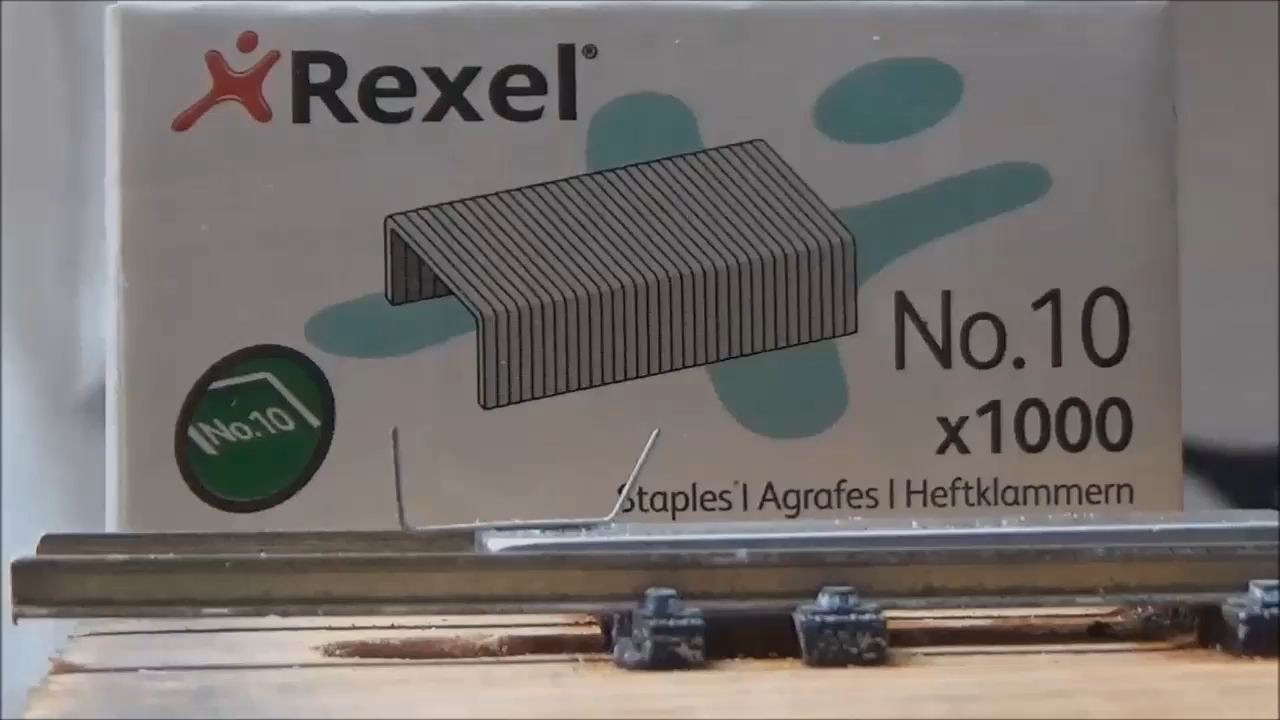 Rexel®
No.10
x1000
No.10
Staples | Agrafes | Heftklammern